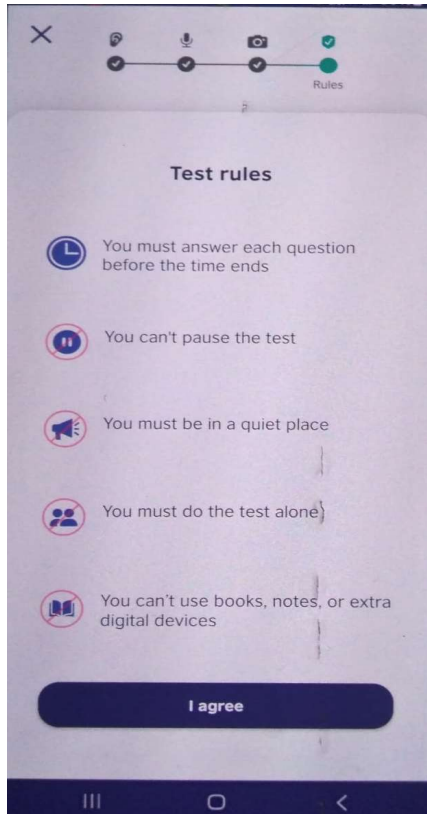 Rules
Test rules
You must answer each question
before the time ends
You can't pause the test
You must be in a quiet place
You must do the test alone
You can't use books, notes, or extra
digital devices
I agree